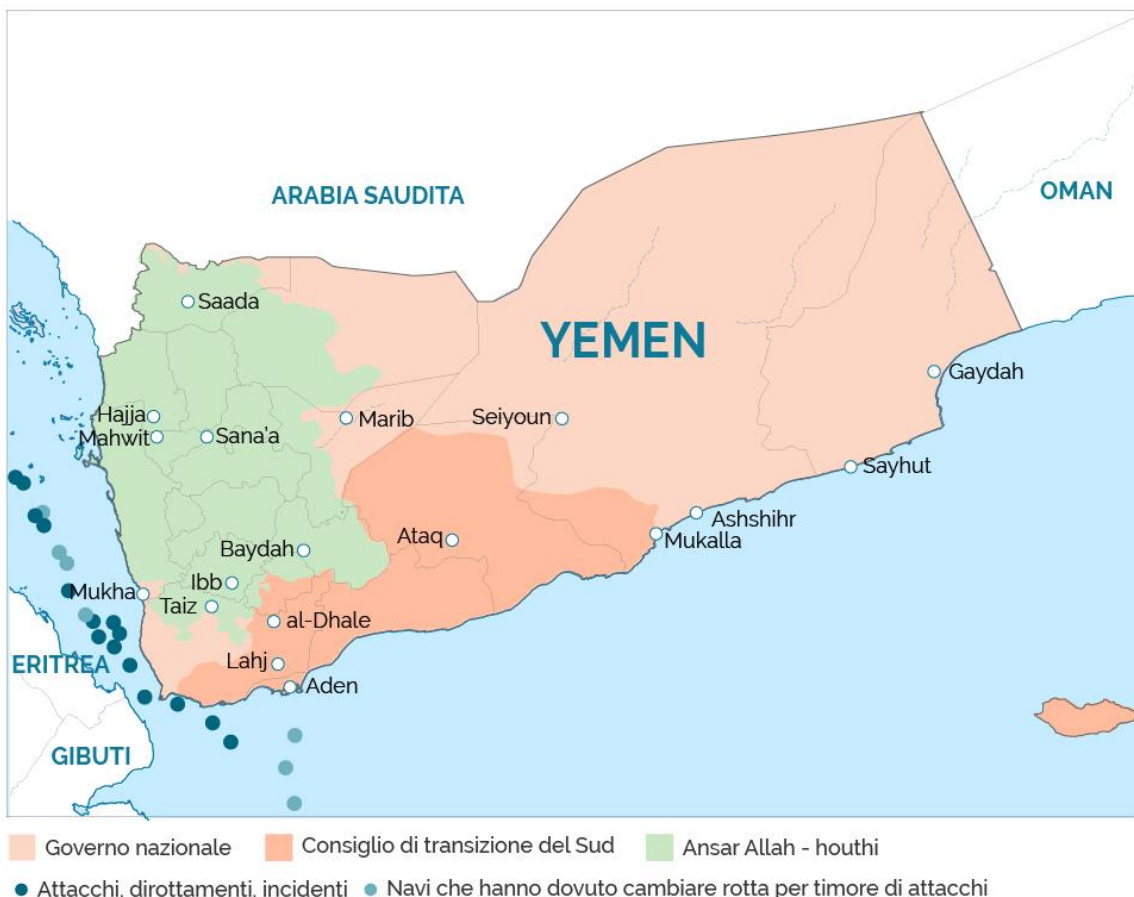 ARABIA SAUDITA
OMAN
Saada
YEMEN
Gaydah
Hajja
Marib
Seiyoun
Mahwit
Sana'a
Sayhut
Ashshihr
Ataq
Mukalla
Baydah
Ibb
Mukha
Taiz
al-Dhale
ERITREA
Lahj
Aden
GIBUTI
Governo nazionale
Consiglio di transizione del Sud
Ansar Allah - houthi
Attacchi, dirottamenti, incidenti
Navi che hanno dovuto cambiare rotta per timore di attacchi